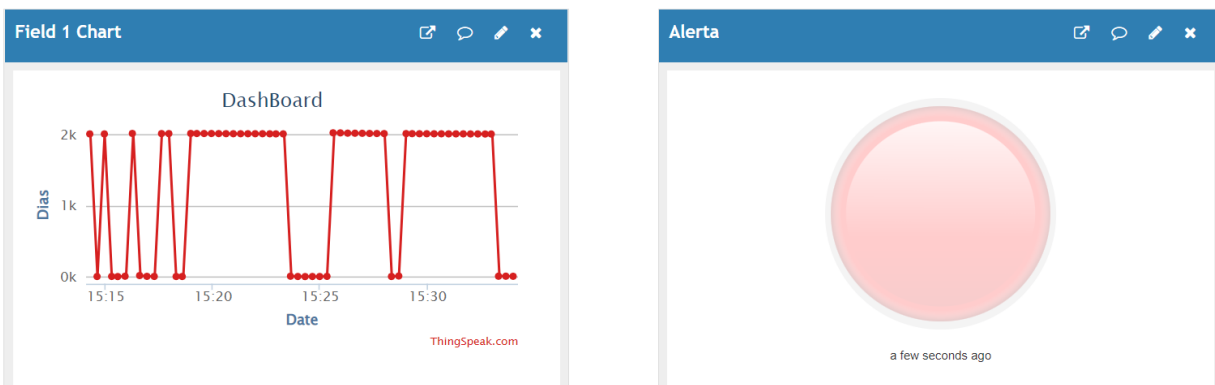 Field 1 Chart
DashBoard
2k
1k
0k
Dias
15:15 15:20 15:25 15:30
Date
ThingSpeak.com
Alerta
a few seconds ago